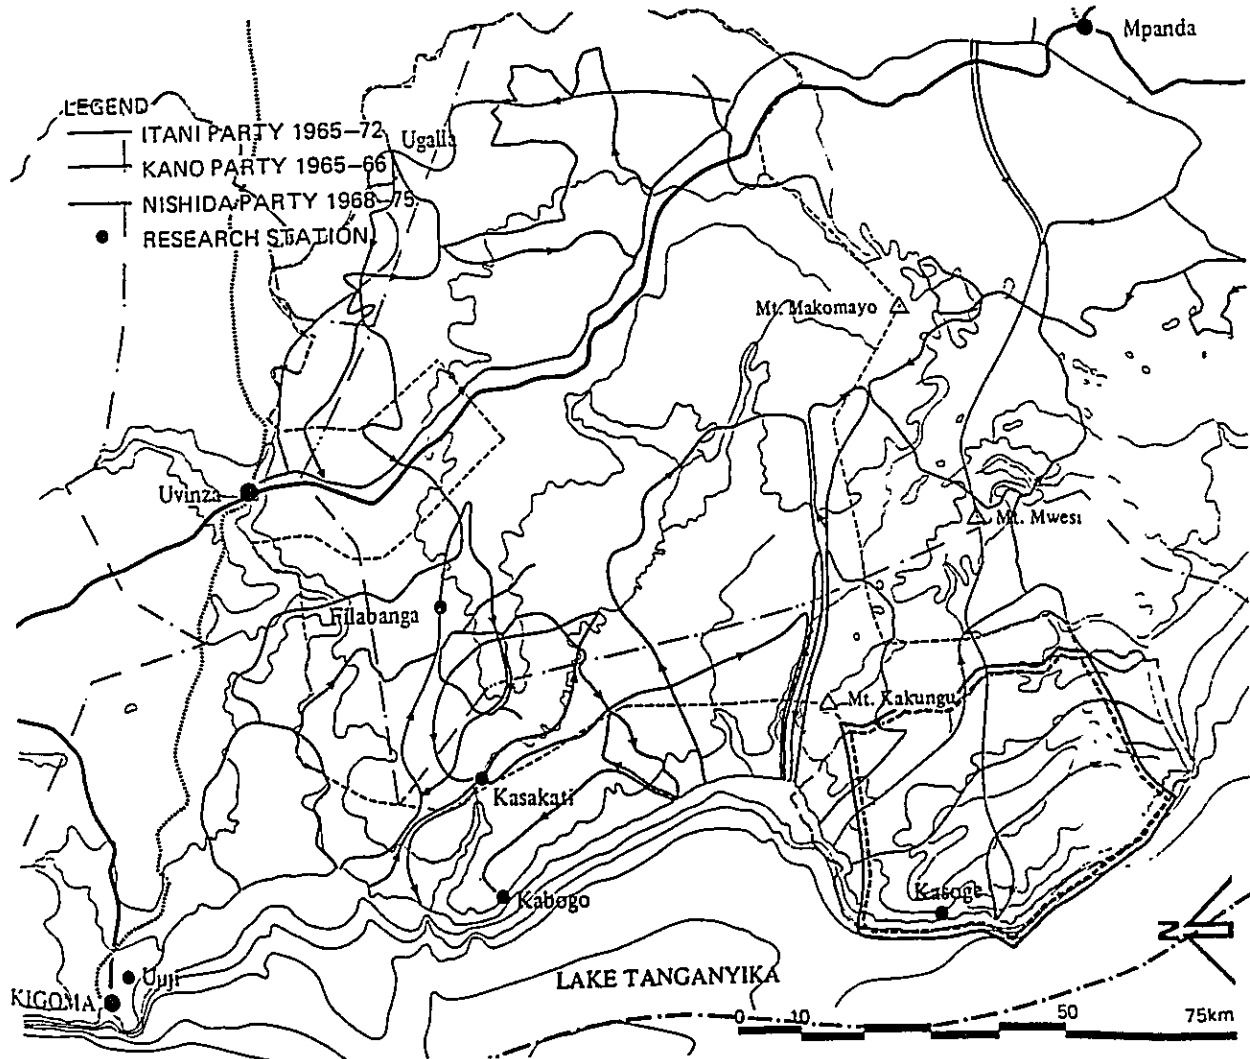 Mpanda
LEGEND
ITANI PARTY 1965–72
Ugalla
KANO PARTY 1965–66
NISHIDA PARTY 1968–75
RESEARCH STATION
Mt. Makomayo
Uvinza
Mt. Mwesi
Filabanga
Mt. Kakungu
Kasakati
Kasoge
Kabogo
N
LAKE TANGANYIKA
Ujiji
KIGOMA
0 10 50 75km